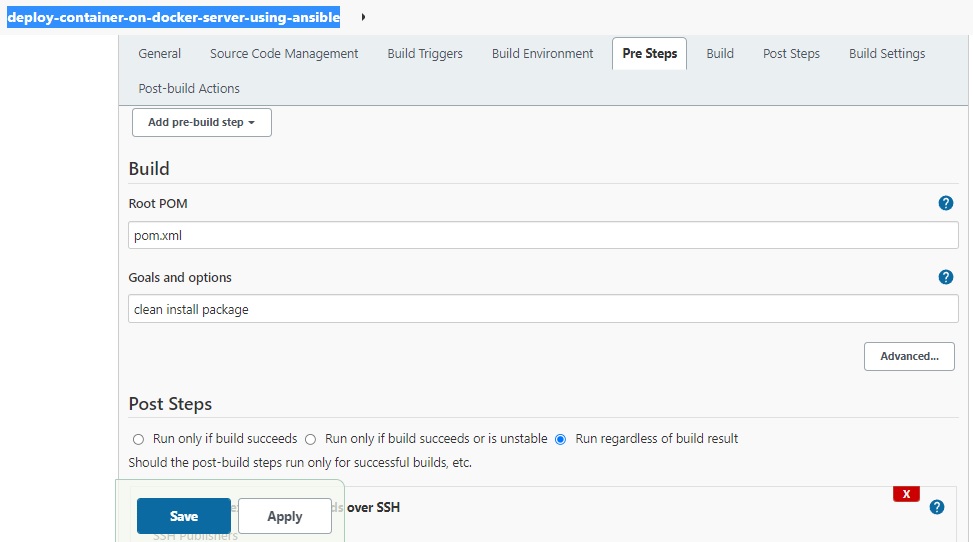 deploy-container-on-docker-server-using-ansible
General Source Code Management Build Triggers Build Environment Pre Steps Build Post Steps Build Settings
Post-build Actions
Add pre-build step
Build
Root POM
?
pom.xml
Goals and options
?
clean install package
Advanced...
Post Steps
Run only if build succeeds Run only if build succeeds or is unstable Run regardless of build result
Should the post-build steps run only for successful builds, etc.
X
over SSH
?
Save Apply
SSH Publishers